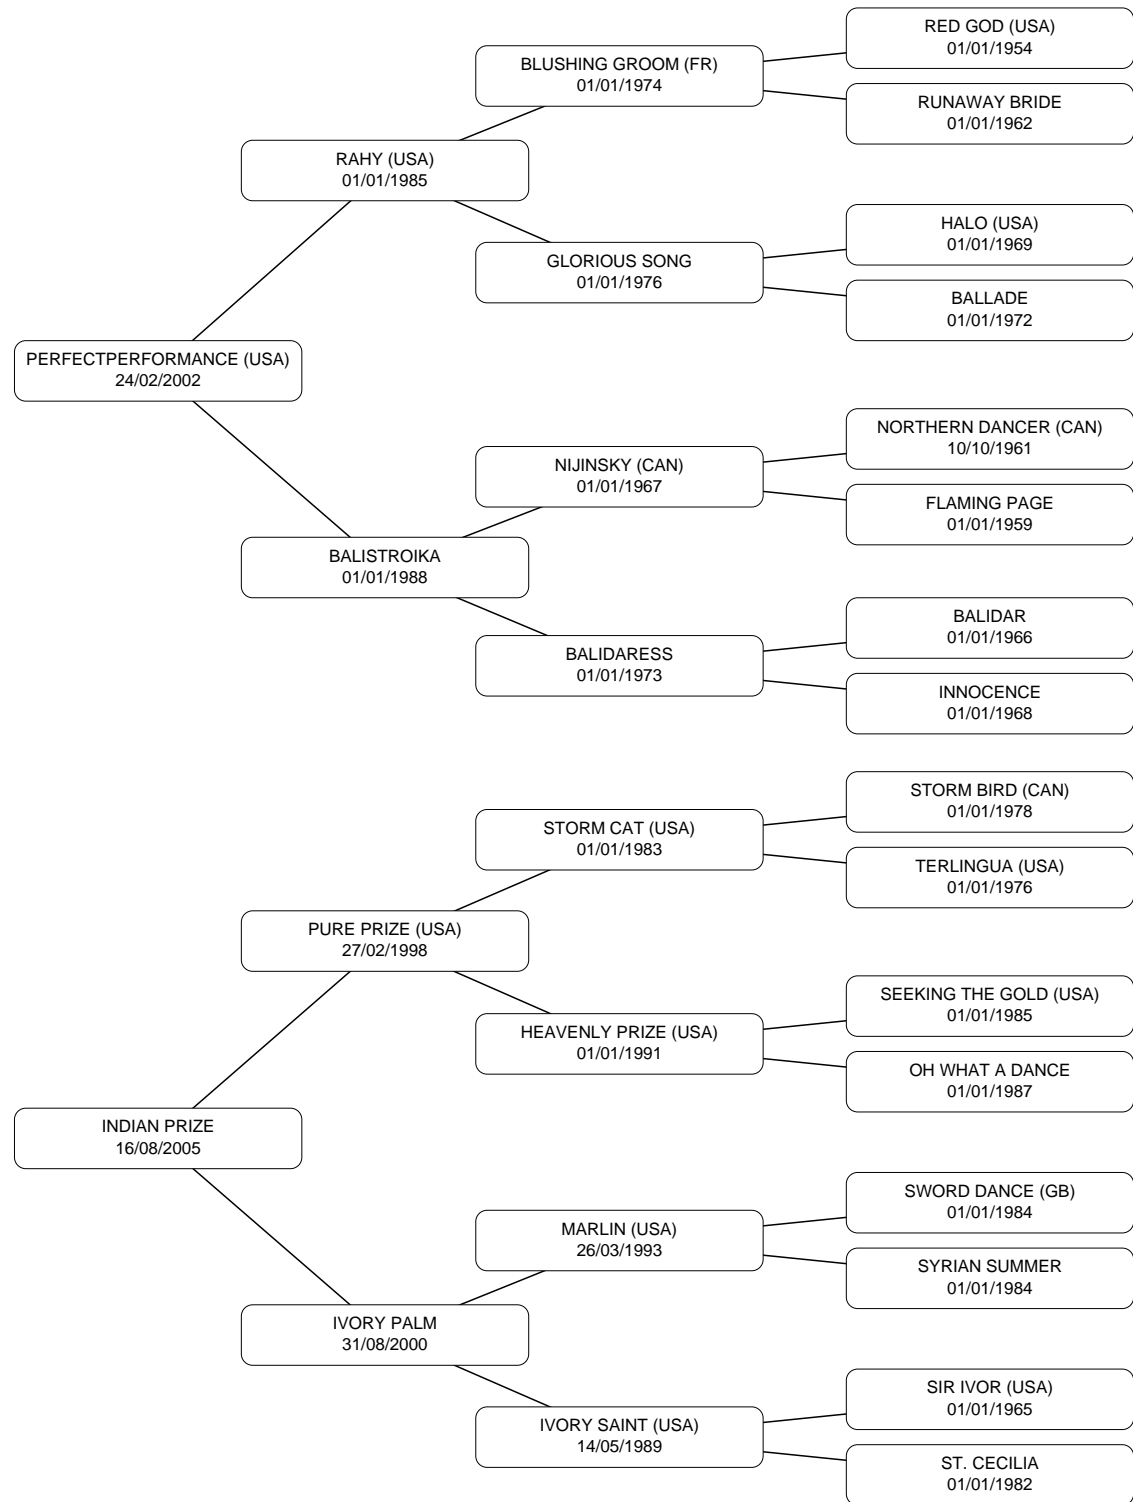 RED GOD (USA)
01/01/1954
BLUSHING GROOM (FR)
01/01/1974
RUNAWAY BRIDE
01/01/1962
RAHY (USA)
01/01/1985
HALO (USA)
01/01/1969
GLORIOUS SONG
01/01/1976
BALLADE
01/01/1972
PERFECTPERFORMANCE (USA)
24/02/2002
NORTHERN DANCER (CAN)
10/10/1961
NIJINSKY (CAN)
01/01/1967
FLAMING PAGE
01/01/1959
BALISTROIKA
01/01/1988
BALIDAR
01/01/1966
BALIDARESS
01/01/1973
INNOCENCE
01/01/1968
STORM BIRD (CAN)
01/01/1978
STORM CAT (USA)
01/01/1983
TERLINGUA (USA)
01/01/1976
PURE PRIZE (USA)
27/02/1998
SEEKING THE GOLD (USA)
01/01/1985
HEAVENLY PRIZE (USA)
01/01/1991
OH WHAT A DANCE
01/01/1987
INDIAN PRIZE
16/08/2005
SWORD DANCE (GB)
01/01/1984
MARLIN (USA)
26/03/1993
SYRIAN SUMMER
01/01/1984
IVORY PALM
31/08/2000
SIR IVOR (USA)
01/01/1965
IVORY SAINT (USA)
14/05/1989
ST. CECILIA
01/01/1982